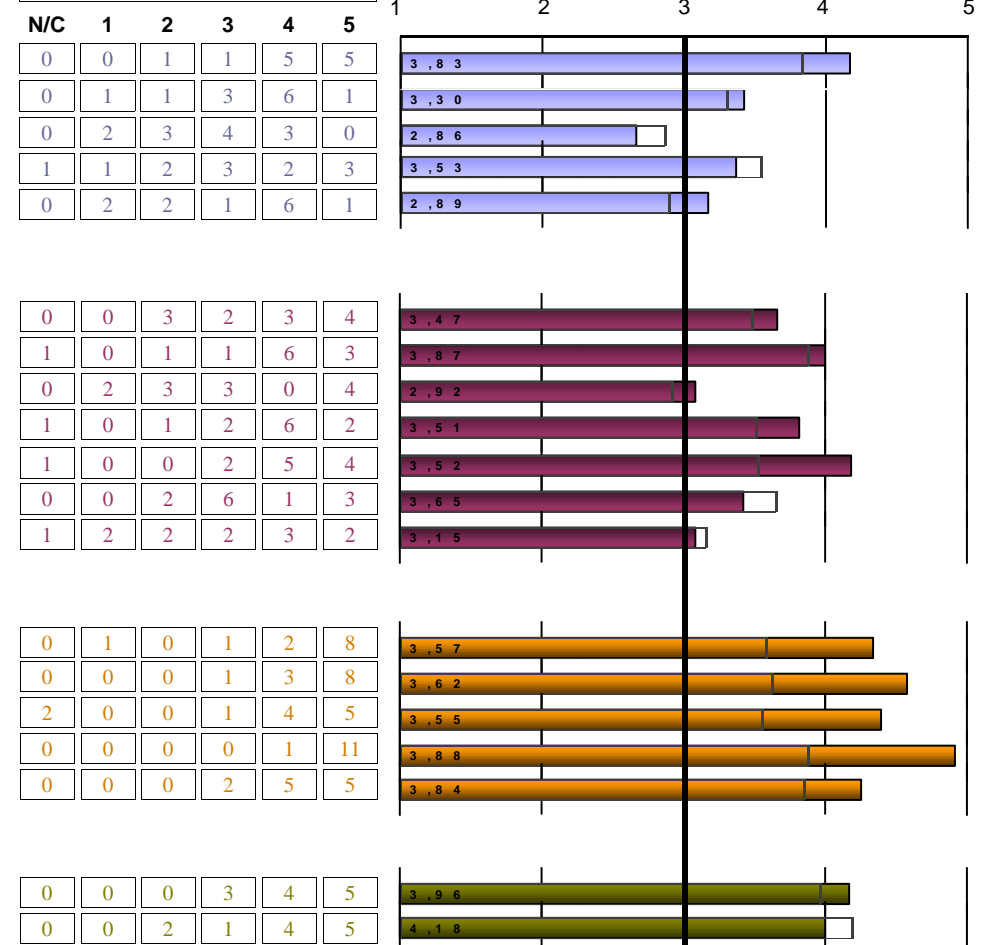 1 2 3 4 5
N/C 1 2 3 4 5
0 0 1 1 5 5 3,83
0 1 1 3 6 1 3,30
0 2 3 4 3 0 2,86
1 1 2 3 2 3 3,53
0 2 2 1 6 1 2,89
0 0 3 2 3 4 3,47
1 0 1 1 6 3 3,87
0 2 3 3 0 4 2,92
1 0 1 2 6 2 3,51
1 0 0 2 5 4 3,52
0 0 2 6 1 3 3,65
1 2 2 2 3 2 3,15
0 1 0 1 2 8 3,57
0 0 0 1 3 8 3,62
2 0 0 1 4 5 3,55
0 0 0 0 1 11 3,88
0 0 0 2 5 5 3,84
0 0 0 3 4 5 3,96
0 0 2 1 4 5 4,18